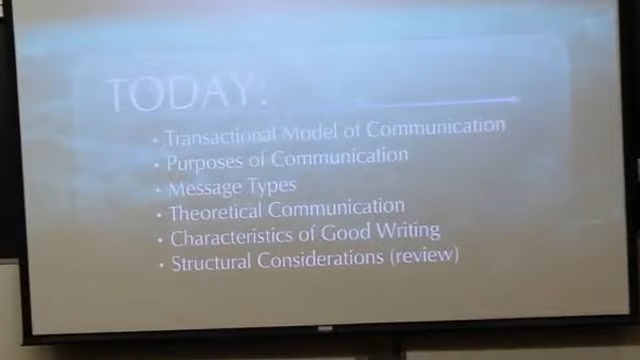 TODAY:
• Transactional Model of Communication
• Purposes of Communication
• Message Types
• Theoretical Communication
• Characteristics of Good Writing
• Structural Considerations (review)